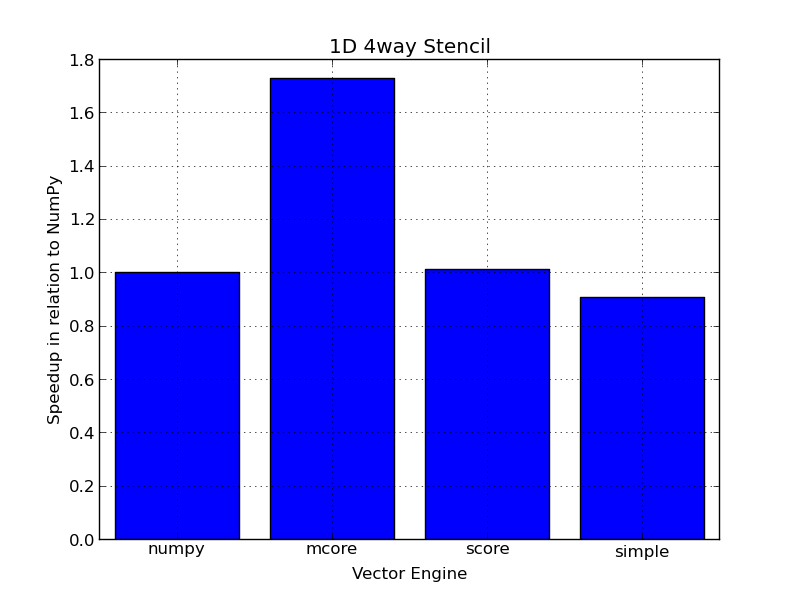 1D 4way Stencil
1.8
1.6
1.4
1.2
1.0
0.8
0.6
0.4
0.2
0.0
Speedup in relation to NumPy
numpy mcore score simple
Vector Engine